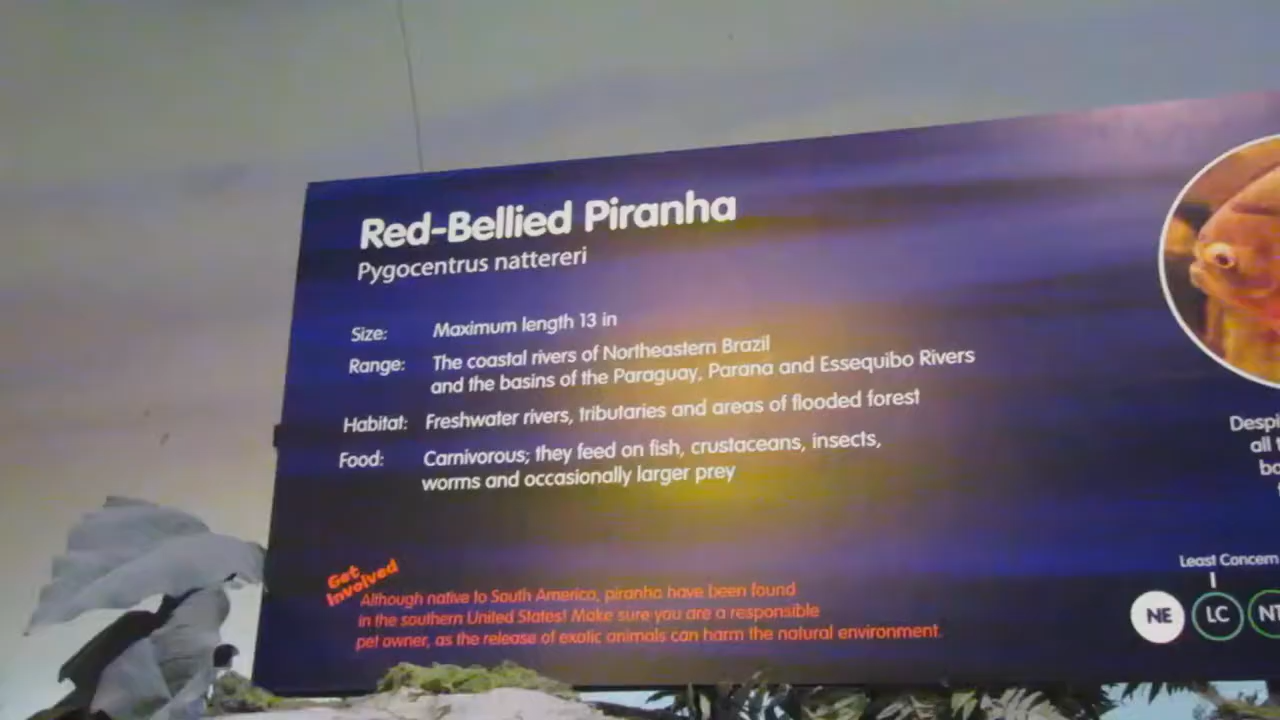 Red-Bellied Piranha
Pygocentrus nattereri
Size: Maximum length 13 in
Range: The coastal rivers of Northeastern Brazil
and the basins of the Paraguay, Parana and Essequibo Rivers
Habitat: Freshwater rivers, tributaries and areas of flooded forest
Food: Carnivorous; they feed on fish, crustaceans, insects,
worms and occasionally larger prey
Get
Involved
Although native to South America, piranha have been found
in the southern United States! Make sure you are a responsible
pet owner, as the release of exotic animals can harm the natural environment.
all
Least Concern
NE LC